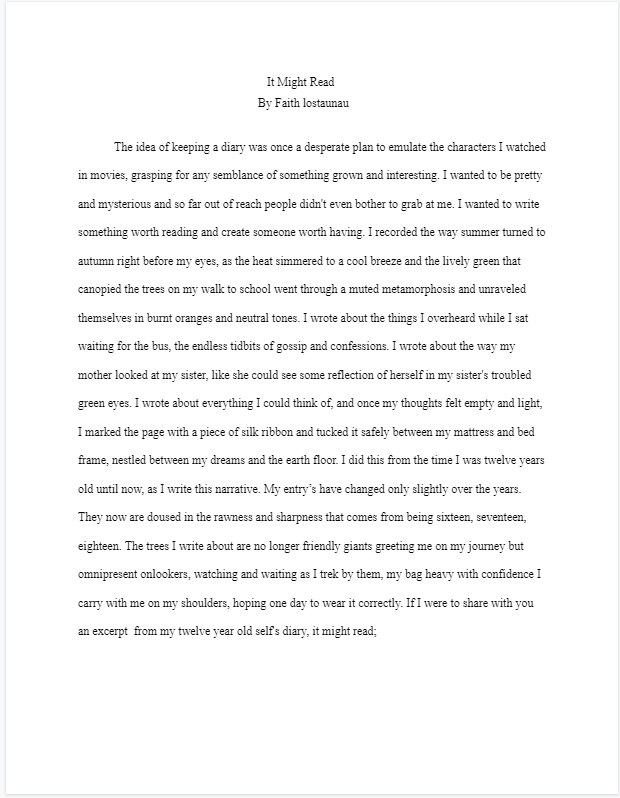 It Might Read
By Faith lostaunau
The idea of keeping a diary was once a desperate plan to emulate the characters I watched
in movies, grasping for any semblance of something grown and interesting. I wanted to be pretty
and mysterious and so far out of reach people didn't even bother to grab at me. I wanted to write
something worth reading and create someone worth having. I recorded the way summer turned to
autumn right before my eyes, as the heat simmered to a cool breeze and the lively green that
canopied the trees on my walk to school went through a muted metamorphosis and unraveled
themselves in burnt oranges and neutral tones. I wrote about the things I overheard while I sat
waiting for the bus, the endless tidbits of gossip and confessions. I wrote about the way my
mother looked at my sister, like she could see some reflection of herself in my sister's troubled
green eyes. I wrote about everything I could think of, and once my thoughts felt empty and light,
I marked the page with a piece of silk ribbon and tucked it safely between my mattress and bed
frame, nestled between my dreams and the earth floor. I did this from the time I was twelve years
old until now, as I write this narrative. My entry’s have changed only slightly over the years.
They now are doused in the rawness and sharpness that comes from being sixteen, seventeen,
eighteen. The trees I write about are no longer friendly giants greeting me on my journey but
omnipresent onlookers, watching and waiting as I trek by them, my bag heavy with confidence I
carry with me on my shoulders, hoping one day to wear it correctly. If I were to share with you
an excerpt  from my twelve year old self's diary, it might read;